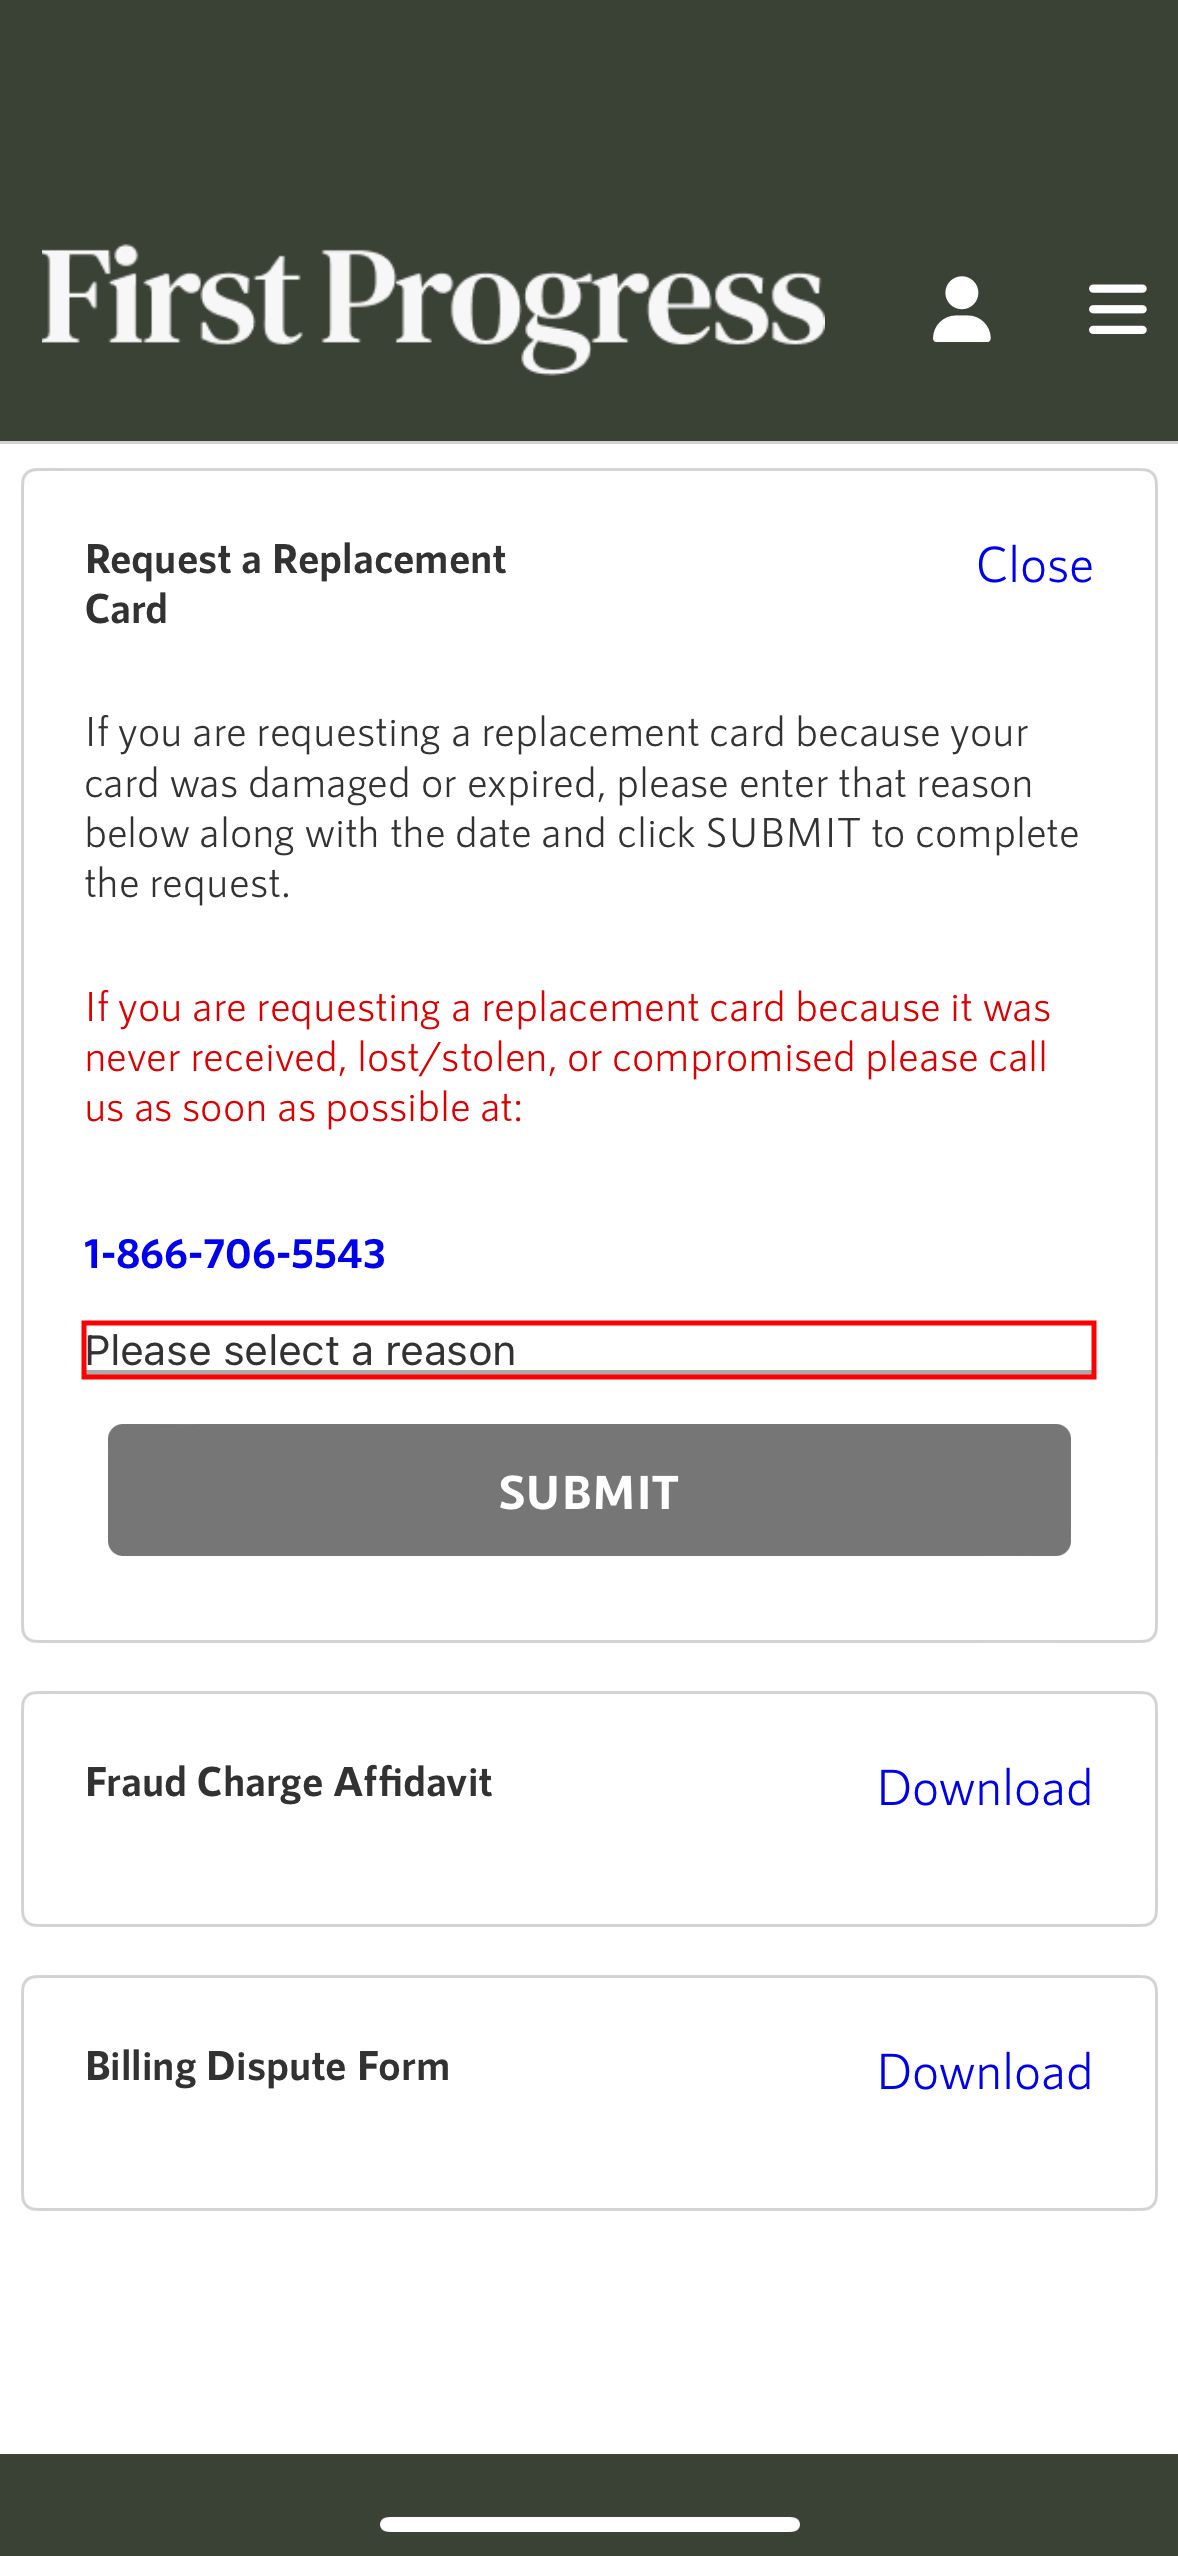 First Progress
Request a Replacement
Card
Close
If you are requesting a replacement card because your
card was damaged or expired, please enter that reason
below along with the date and click SUBMIT to complete
the request.
If you are requesting a replacement card because it was
never received, lost/stolen, or compromised please call
us as soon as possible at:
1-866-706-5543
Please select a reason
SUBMIT
Fraud Charge Affidavit
Download
Billing Dispute Form
Download